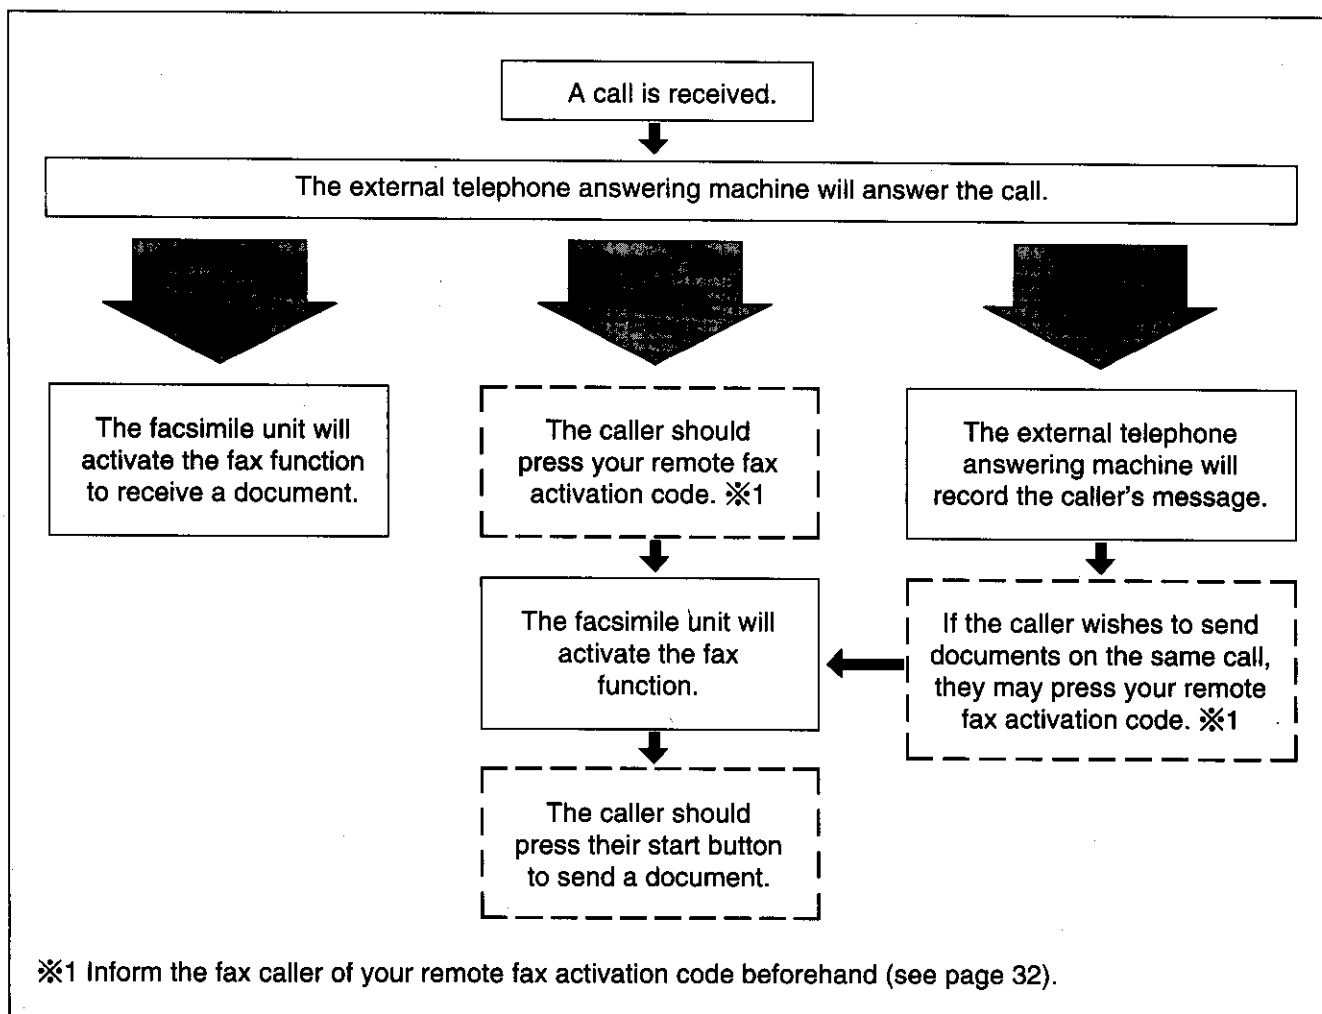 A call is received.
The external telephone answering machine will answer the call.
The facsimile unit will
activate the fax function
to receive a document.
The caller should
press your remote fax
activation code. ※1
The facsimile unit will
activate the fax
function.
The caller should
press their start button
to send a document.
The external telephone
answering machine will
record the caller's message.
If the caller wishes to send
documents on the same call,
they may press your remote
fax activation code. ※1
※1 Inform the fax caller of your remote fax activation code beforehand (see page 32).